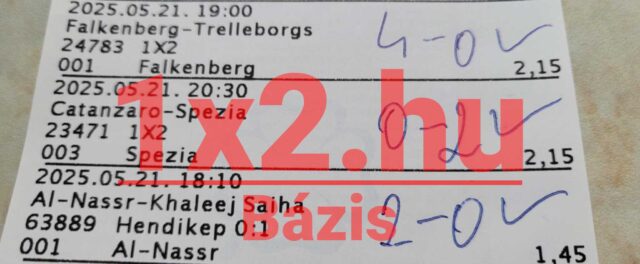 2025.05.21. 19:00
Falkenberg-Trelleborgs
24783 1X2
4-0 ✓
001 Falkenberg 2,15
2025.05.21. 20:30
Catanzaro-Spezia
23471 1X2
0-2 ✓
003 Spezia 2,15
2025.05.21. 18:10
Al-Nassr-Khaleej Saiha
63889 Hendikep 0:1
2-0 ✓
001 Al-Nassr 1,45
1x2.hu
Bázis